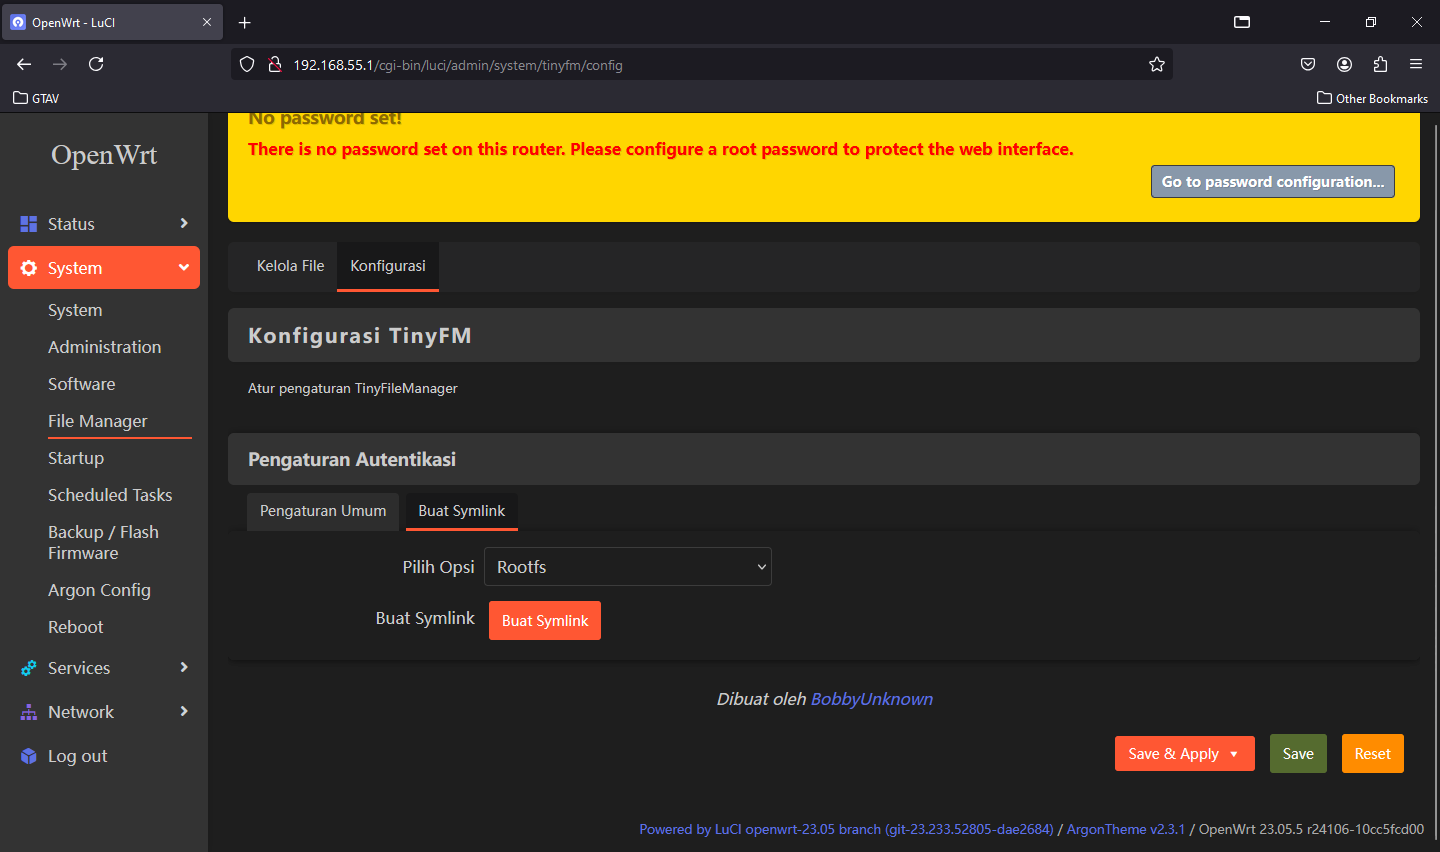 OpenWrt - LuCI
192.168.55.1/cgi-bin/luci/admin/system/tinyfm/config
GTAV
Other Bookmarks
OpenWrt
Status
System
System
Administration
Software
File Manager
Startup
Scheduled Tasks
Backup / Flash
Firmware
Argon Config
Reboot
Services
Network
Log out
No password set!
There is no password set on this router. Please configure a root password to protect the web interface.
Go to password configuration...
Kelola File
Konfigurasi
Konfigurasi TinyFM
Atur pengaturan TinyFileManager
Pengaturan Autentikasi
Pengaturan Umum
Buat Symlink
Pilih Opsi
Rootfs
Buat Symlink
Buat Symlink
Dibuat oleh BobbyUnknown
Save & Apply
Save
Reset
Powered by LuCI openwrt-23.05 branch (git-23.233.52805-dae2684) / ArgonTheme v2.3.1 / OpenWrt 23.05.5 r24106-10cc5fcd00